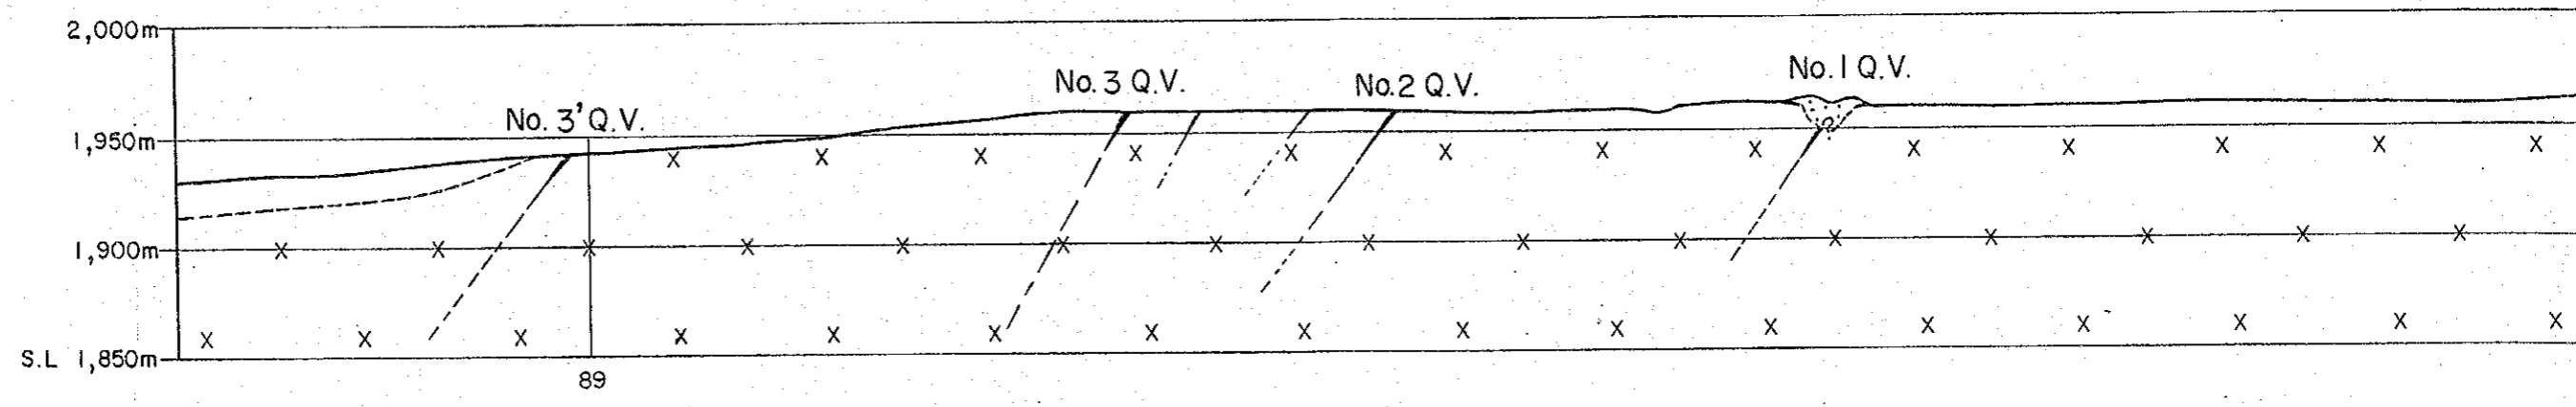 2,000m
No. 3 Q.V.
No.2 Q.V.
No.1 Q.V.
No. 3' Q.V.
1,950m
?
1,900m
S.L 1,850m
89